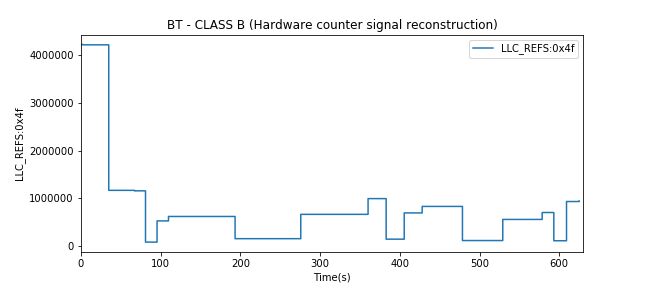 BT - CLASS B (Hardware counter signal reconstruction)
LLC_REFS:0x4f
4000000
3000000
2000000
1000000
0
LLC_REFS:0x4f
0 100 200 300 400 500 600
Time(s)